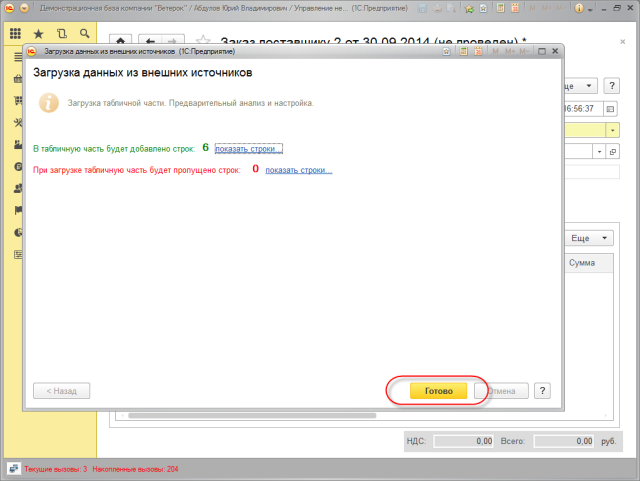 Демонстрационная база компании "Ветерок" / Абдулов Юрий Владимирович / Управление не... (1С:Предприятие)
M M+ M-
Заказ поставщику 2 от 30.09.2014 (не проведен) *
Загрузка данных из внешних источников (1С:Предприятие)
M M+ M-
Загрузка данных из внешних источников
Загрузка табличной части. Предварительный анализ и настройка.
В табличную часть будет добавлено строк: 6 показать строки...
При загрузке табличную часть будет пропущено строк: 0 показать строки...
< Назад
Готово
Отмена
?
ще
?
16:56:37
Еще
Сумма
НДС: 0,00 Всего: 0,00 руб.
Текущие вызовы: 3 Накопленные вызовы: 204